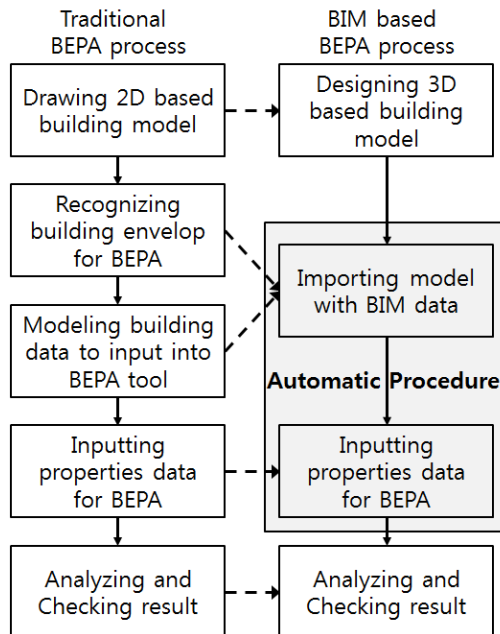 Traditional
BEPA process
BIM based
BEPA process
Drawing 2D based
building model
Designing 3D
based building
model
Recognizing
building envelop
for BEPA
Importing model
with BIM data
Modeling building
data to input into
BEPA tool
Automatic Procedure
Inputting
properties data
for BEPA
Inputting
properties data
for BEPA
Analyzing and
Checking result
Analyzing and
Checking result